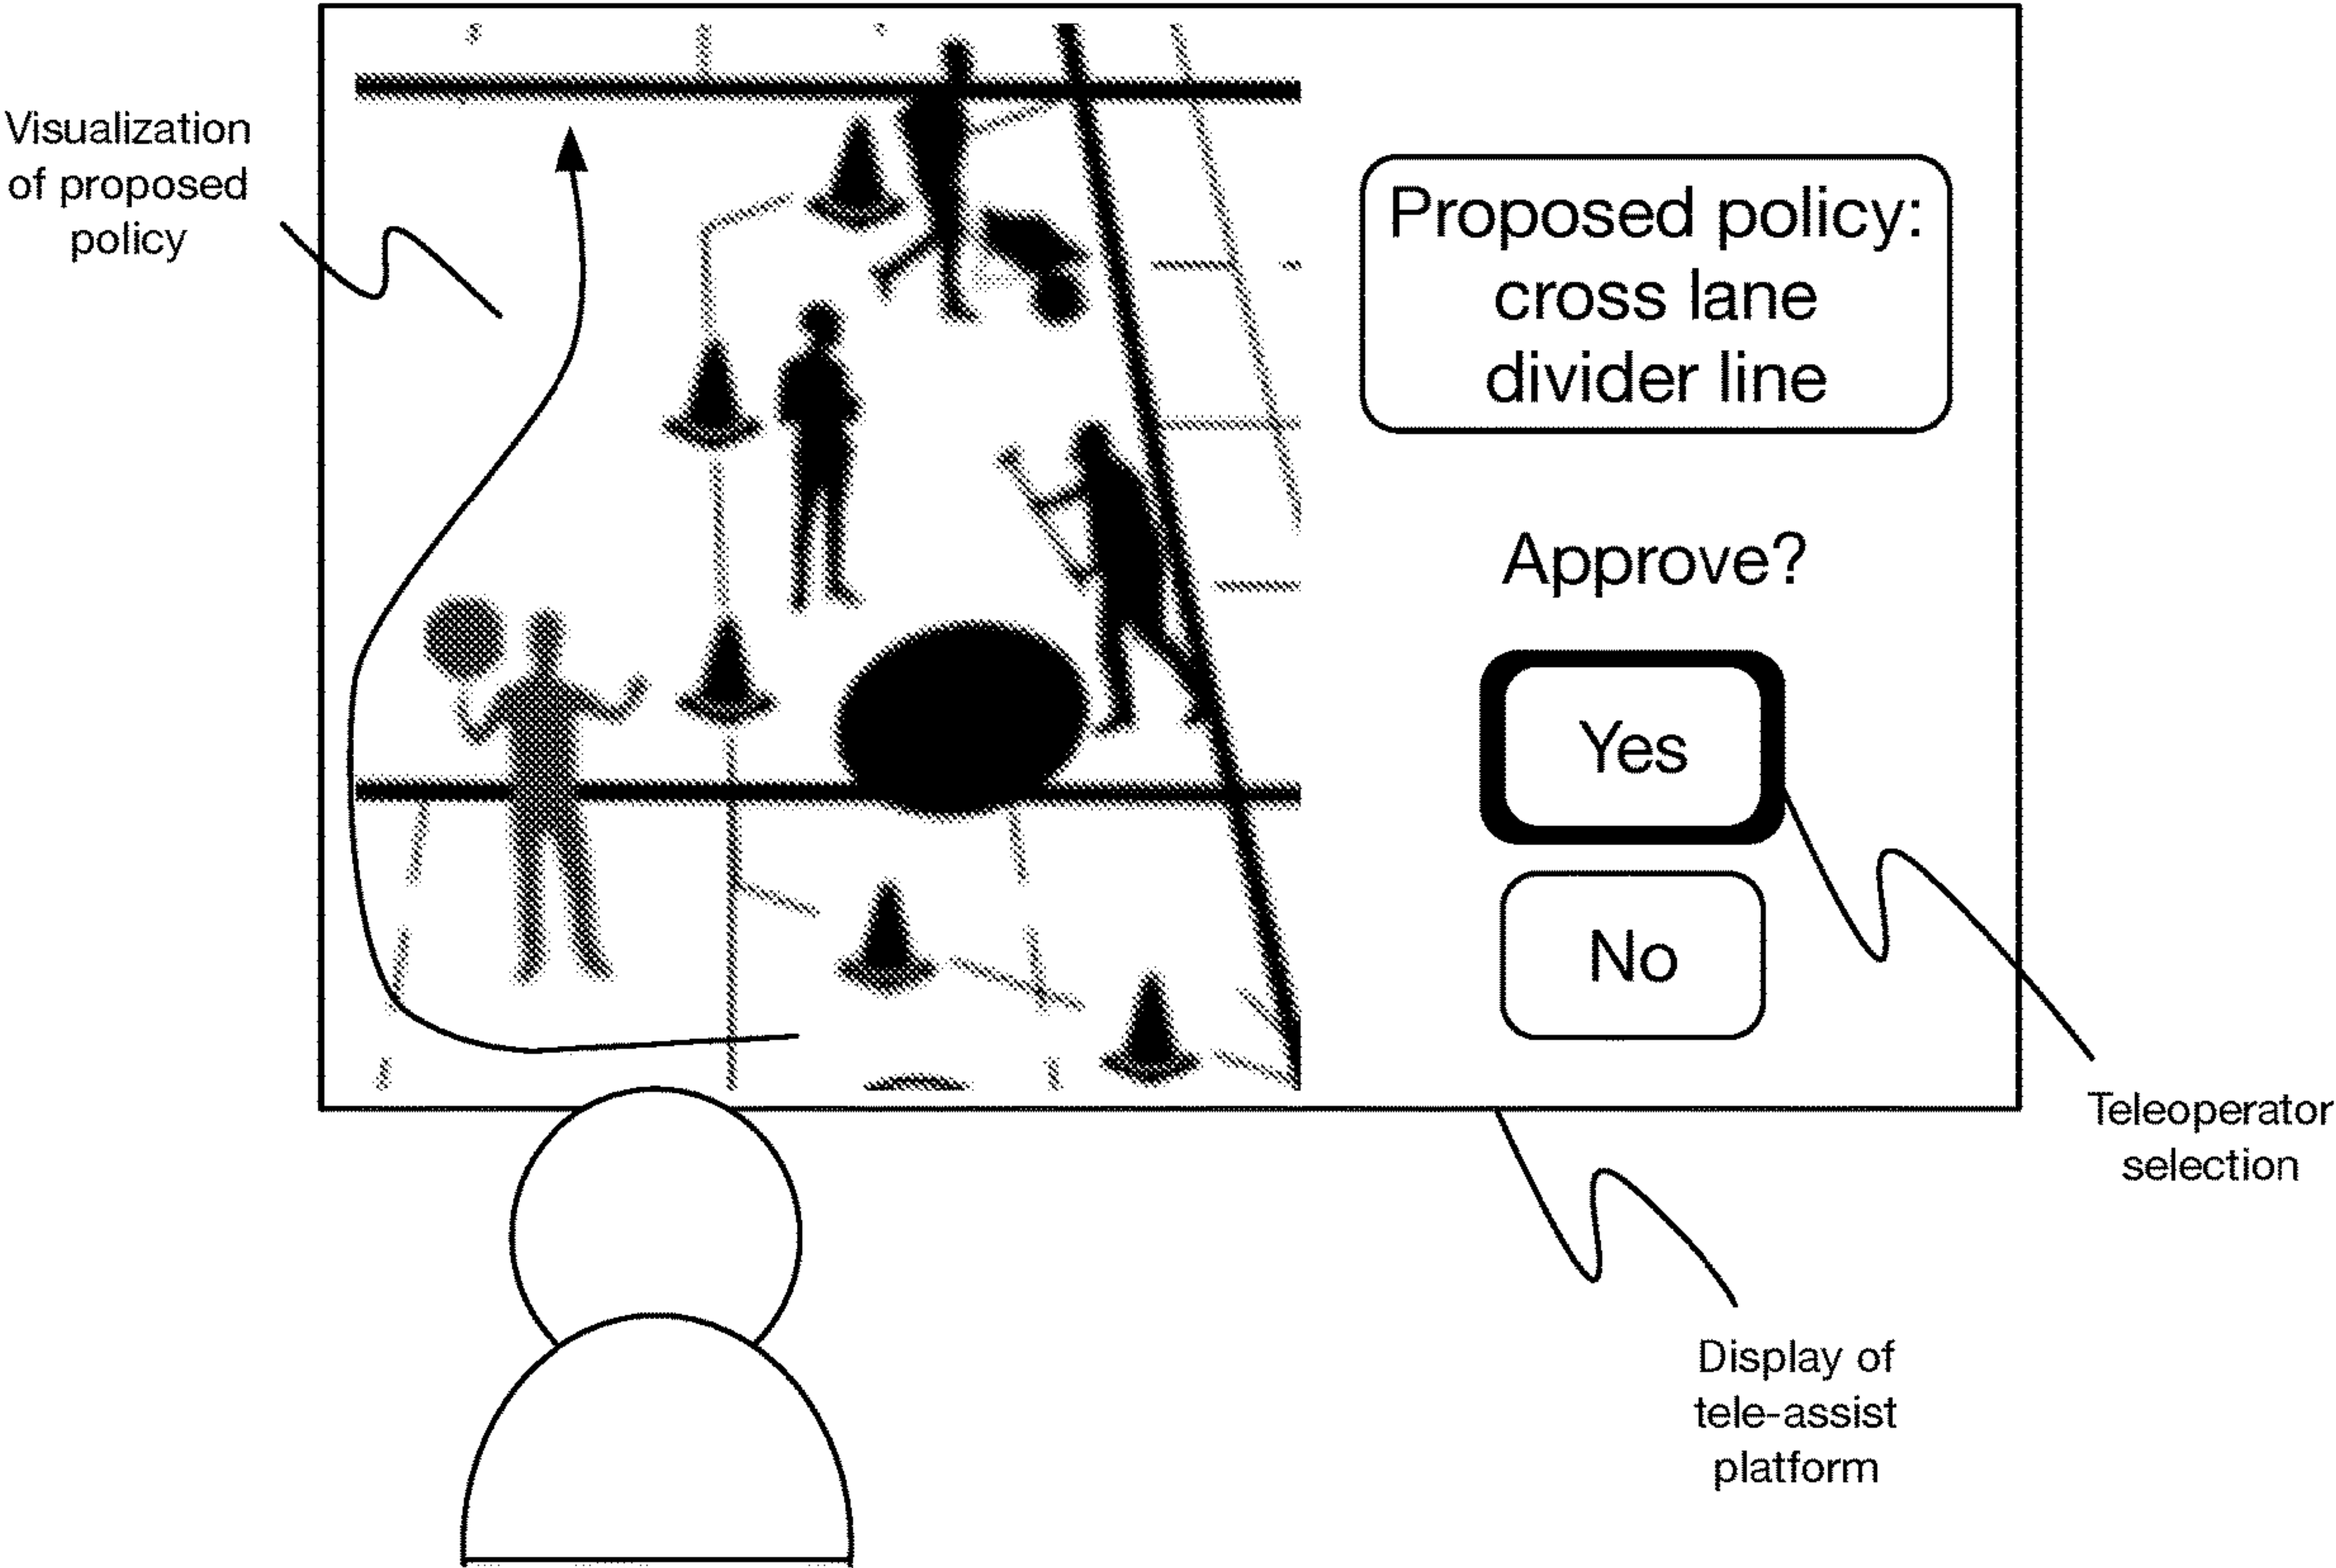 Visualization
of proposed
policy
Proposed policy:
cross lane
divider line
Approve?
Yes
No
Teleoperator
selection
Display of
tele-assist
platform